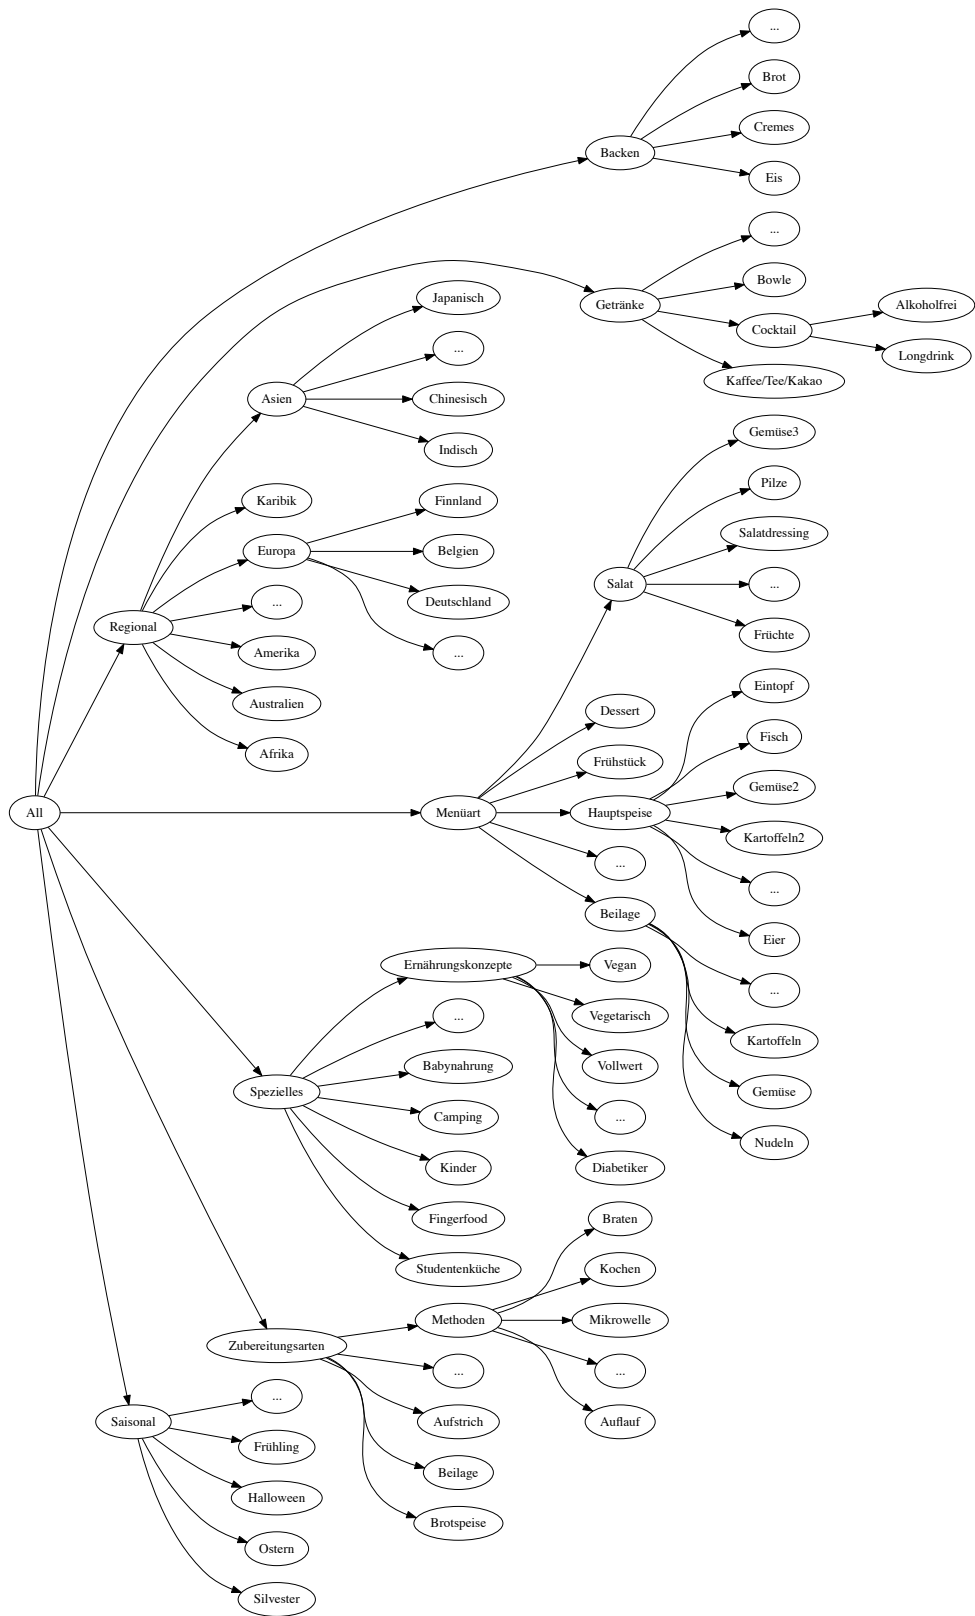 ...
Brot
Cremes
Backen
Eis
...
Japanisch
Bowle
Getränke
Alkoholfrei
Cocktail
...
Longdrink
Kaffee/Tee/Kakao
Asien
Chinesisch
Gemüse3
Indisch
Pilze
Karibik
Finnland
Salatdressing
Europa
Belgien
Salat
...
...
Deutschland
Regional
Früchte
Amerika
...
Eintopf
Australien
Dessert
Fisch
Afrika
Frühstück
Gemüse2
All
Menüart
Hauptspeise
Kartoffeln2
...
...
Beilage
Eier
Ernährungskonzepte
Vegan
...
...
Vegetarisch
Kartoffeln
Babynahrung
Vollwert
Spezielles
Gemüse
Camping
...
Nudeln
Kinder
Diabetiker
Fingerfood
Braten
Studentenküche
Kochen
Methoden
Mikrowelle
Zubereitungsarten
...
...
...
Saisonal
Aufstrich
Auflauf
Frühling
Beilage
Halloween
Brotspeise
Ostern
Silvester